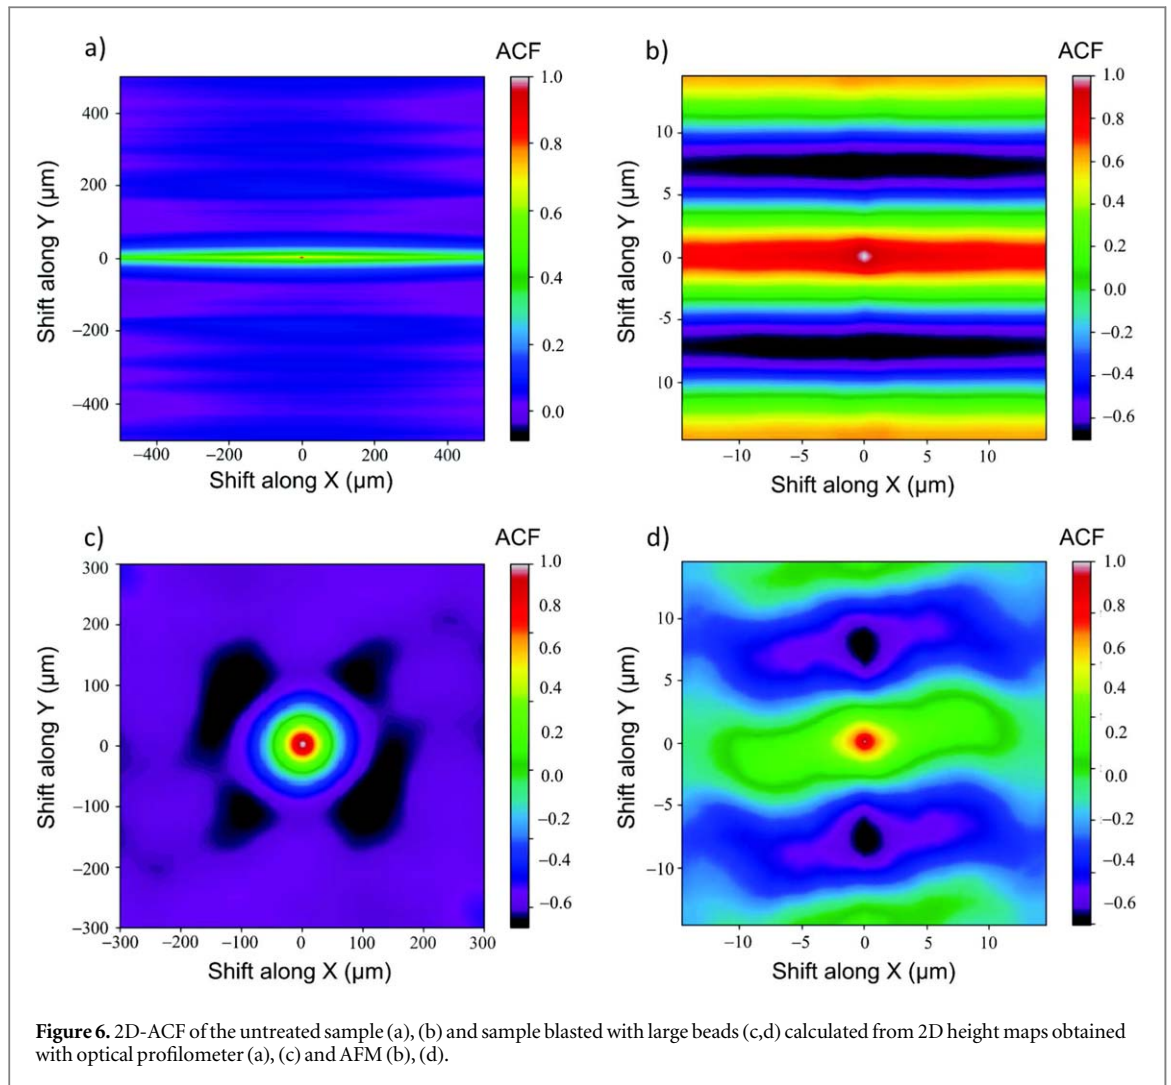 a)
ACF
1.0
0.8
0.6
0.4
0.2
0.0
400
200
0
−200
−400
Shift along Y (µm)
−400 −200 0 200 400
Shift along X (µm)
b)
ACF
1.0
0.8
0.6
0.4
0.2
0.0
−0.2
−0.4
−0.6
10
5
0
-5
10
Shift along Y (µm)
−10 −5 0 5 10
Shift along X (µm)
c)
ACF
1.0
0.8
0.6
0.4
0.2
0.0
−0.2
−0.4
−0.6
300
200
100
0
−100
−200
−300
Shift along Y (µm)
−300 −200 −100 0 100 200 300
Shift along X (µm)
d)
ACF
1.0
0.8
0.6
0.4
0.2
0.0
−0.2
−0.4
−0.6
10
5
0
−5
−10
Shift along Y (µm)
−10 −5 0 5 10
Shift along X (µm)
Figure 6. 2D-ACF of the untreated sample (a), (b) and sample blasted with large beads (c,d) calculated from 2D height maps obtained
with optical profilometer (a), (c) and AFM (b), (d).